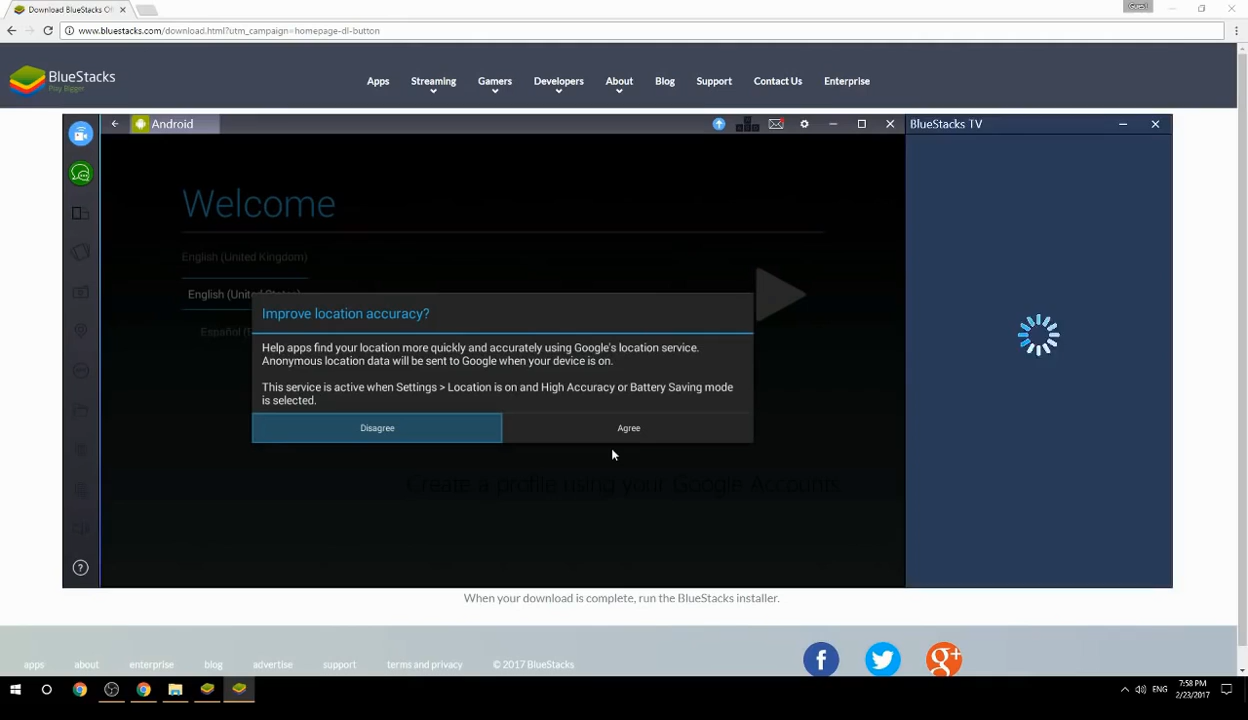 Download BlueStacks O
Guest
www.bluestacks.com/download.html?utm_campaign=homepage-dl-button
BlueStacks
Play Bigger
Apps Streaming Gamers Developers About Blog Support Contact Us Enterprise
Android
BlueStacks TV
Welcome
English (United Kingdom)
English (United States)
Español (
Improve location accuracy?
Help apps find your location more quickly and accurately using Google's location service.
Anonymous location data will be sent to Google when your device is on.
This service is active when Settings > Location is on and High Accuracy or Battery Saving mode
is selected.
Disagree Agree
Create a profile using your Google Accounts
When your download is complete, run the BlueStacks installer.
apps about enterprise blog advertise support terms and privacy © 2017 BlueStacks
ENG
7:58 PM
2/23/2017